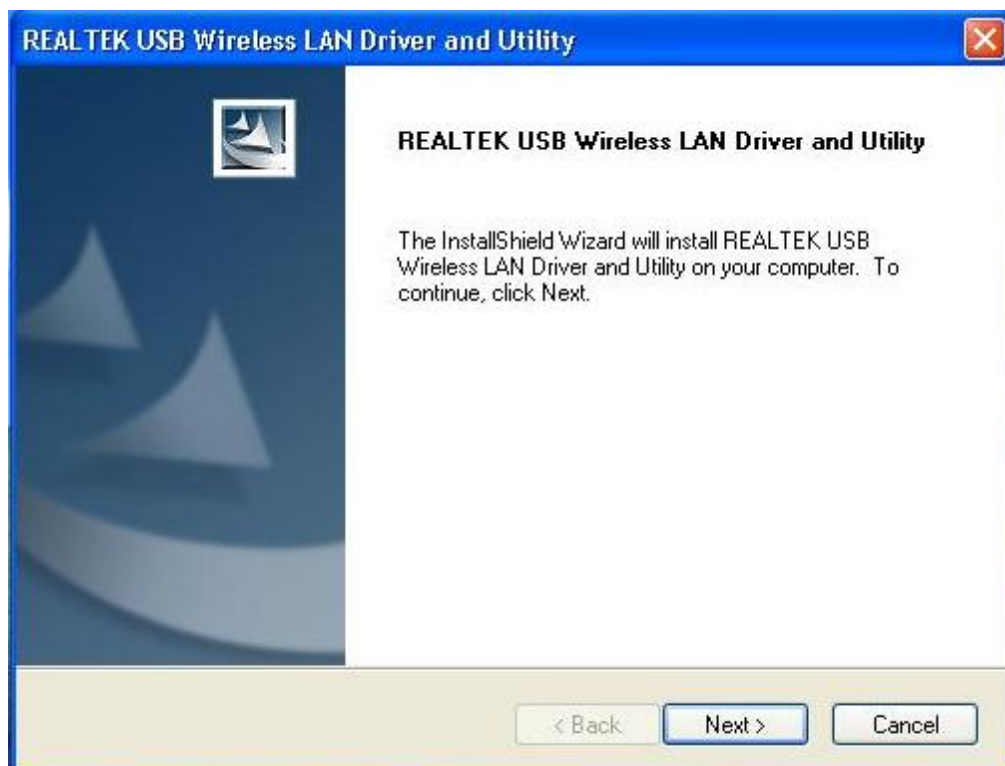 REALTEK USB Wireless LAN Driver and Utility
REALTEK USB Wireless LAN Driver and Utility
The InstallShield Wizard will install REALTEK USB
Wireless LAN Driver and Utility on your computer. To
continue, click Next.
< Back
Next >
Cancel